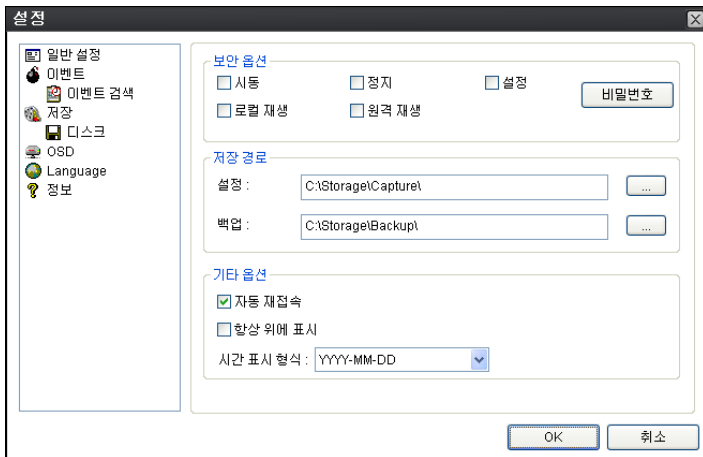 설정
일반 설정
이벤트
이벤트 검색
저장
디스크
OSD
Language
정보
보안 옵션
시동
정지
설정
비밀번호
로컬 재생
원격 재생
저장 경로
설정 :
C:\Storage\Capture\
...
백업 :
C:\Storage\Backup\
...
기타 옵션
자동 재접속
항상 위에 표시
시간 표시 형식 :
YYYY-MM-DD
OK
취소